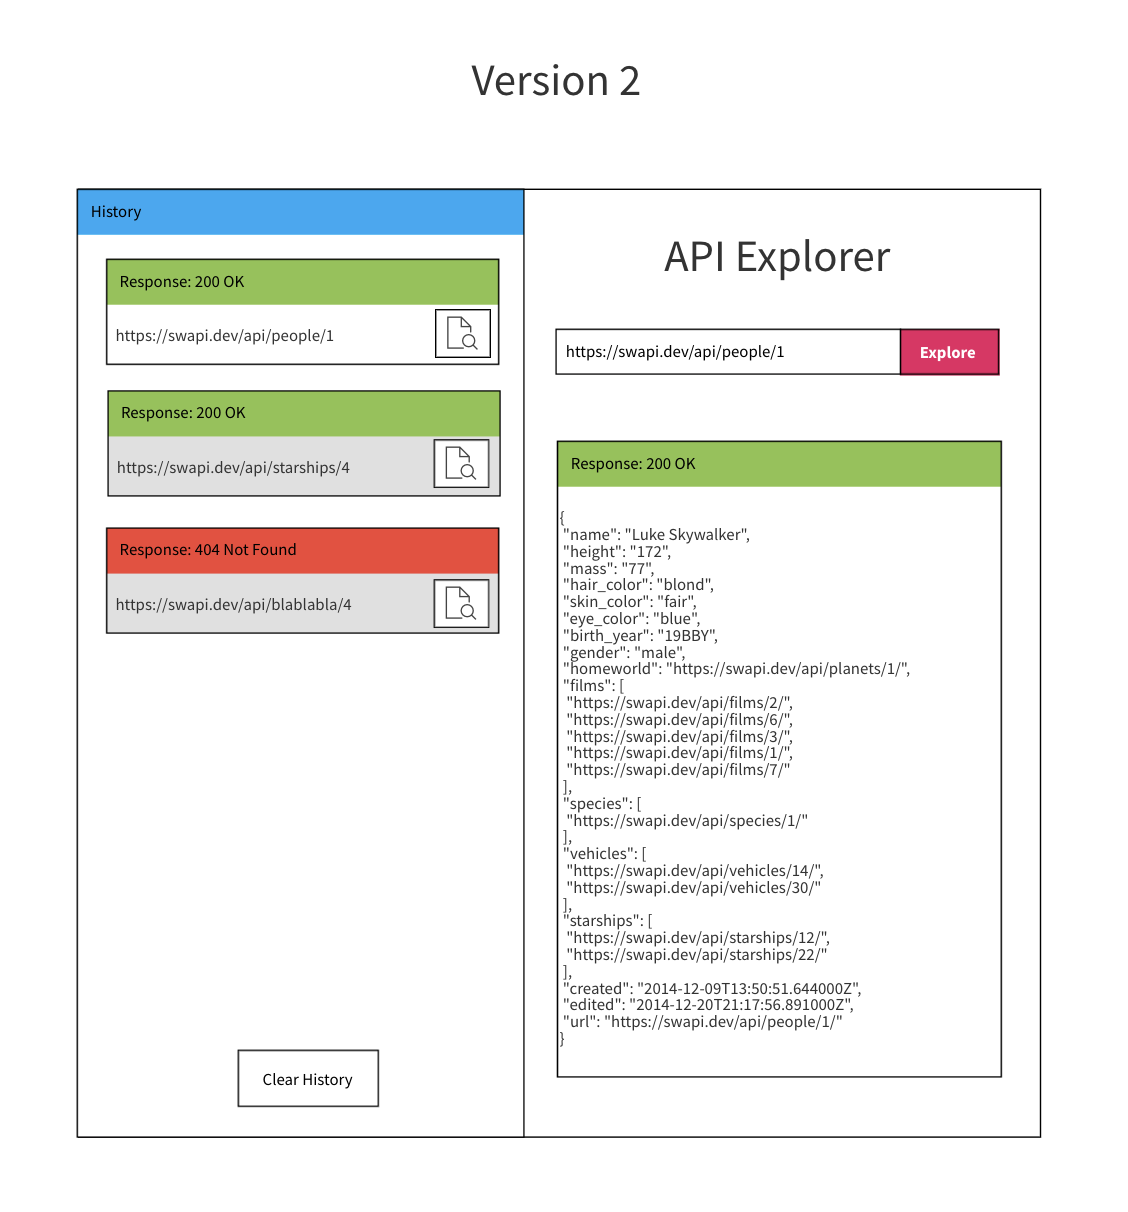 Version 2
History
Response: 200 OK
https://swapi.dev/api/people/1
Response: 200 OK
https://swapi.dev/api/starships/4
Response: 404 Not Found
https://swapi.dev/api/blablabla/4
Clear History
API Explorer
https://swapi.dev/api/people/1
Explore
Response: 200 OK
{
"name": "Luke Skywalker",
"height": "172",
"mass": "77",
"hair_color": "blond",
"skin_color": "fair",
"eye_color": "blue",
"birth_year": "19BBY",
"gender": "male",
"homeworld": "https://swapi.dev/api/planets/1/",
"films": [
"https://swapi.dev/api/films/2/",
"https://swapi.dev/api/films/6/",
"https://swapi.dev/api/films/3/",
"https://swapi.dev/api/films/1/",
"https://swapi.dev/api/films/7/"
],
"species": [
"https://swapi.dev/api/species/1/"
],
"vehicles": [
"https://swapi.dev/api/vehicles/14/",
"https://swapi.dev/api/vehicles/30/"
],
"starships": [
"https://swapi.dev/api/starships/12/",
"https://swapi.dev/api/starships/22/"
],
"created": "2014-12-09T13:50:51.644000Z",
"edited": "2014-12-20T21:17:56.891000Z",
"url": "https://swapi.dev/api/people/1/"
}